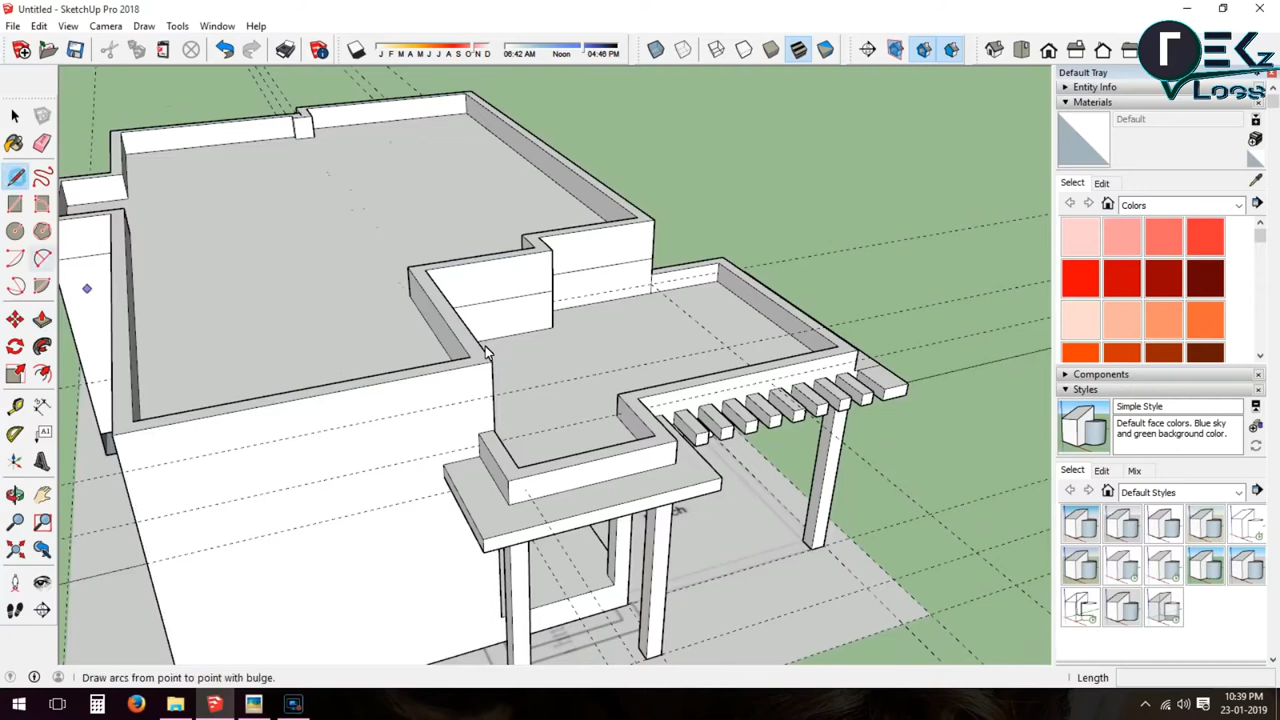 Untitled - SketchUp Pro 2018
File Edit View Camera Draw Tools Window Help
J F M A M J J A S O N D
06:42 AM Noon 04:46 PM
TEKz
VLOGS
Default Tray
Entity Info
Materials
Default
Select Edit
Colors
Components
Styles
Simple Style
Default face colors. Blue sky
and green background color.
Select Edit Mix
Default Styles
Draw arcs from point to point with bulge.
Length
10:39 PM
23-01-2019